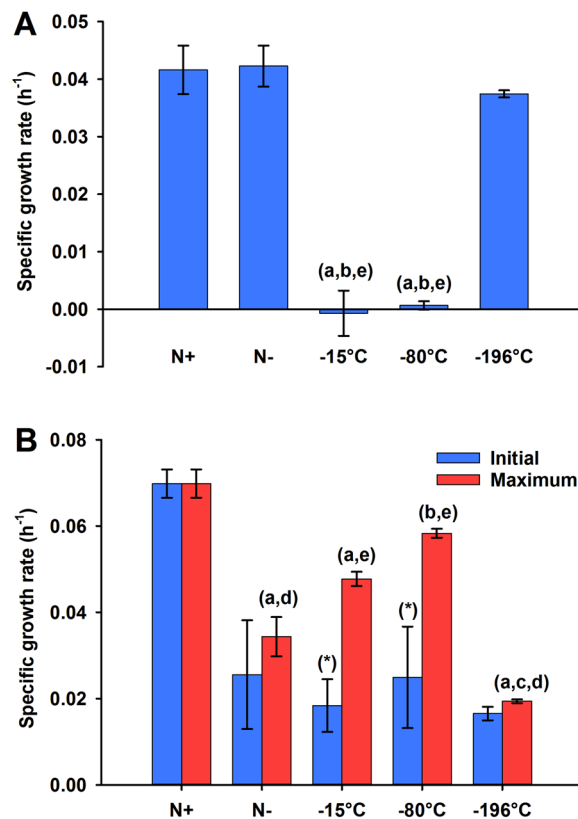 A
Specific growth rate (h-1)
0.05
0.04
0.03
0.02
0.01
0.00
-0.01
(a,b,e)
(a,b,e)
N+ N- -15°C -80°C -196°C
B
Specific growth rate (h-1)
0.08
0.06
0.04
0.02
0.00
Initial
Maximum
(a,d)
(*)
(a,e)
(*)
(b,e)
(a,c,d)
N+ N- -15°C -80°C -196°C